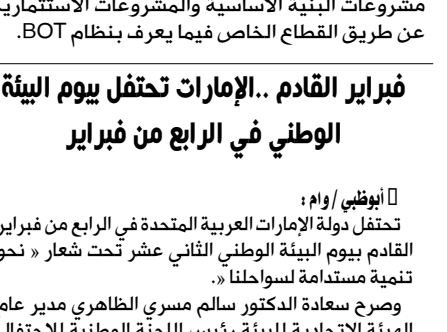 مشروعات البنية الأساسية والمشروعات الاستثمارية
عن طريق القطاع الخاص فيما يعرف بنظام BOT.
فبراير القادم ..الإمارات تحتفل بيوم البيئة
الوطني في الرابع من فبراير
أبوظبي / وام :
تحتفل دولة الإمارات العربية المتحدة في الرابع من فبراير
القادم بيوم البيئة الوطني الثاني عشر تحت شعار « نحو
تنمية مستدامة لسواحلنا «.
وصرح سعادة الدكتور سالم مسري الظاهري مدير عام
الهيئة الاتحادية للبيئة رئيس اللجنة الوطنية للاحتفال